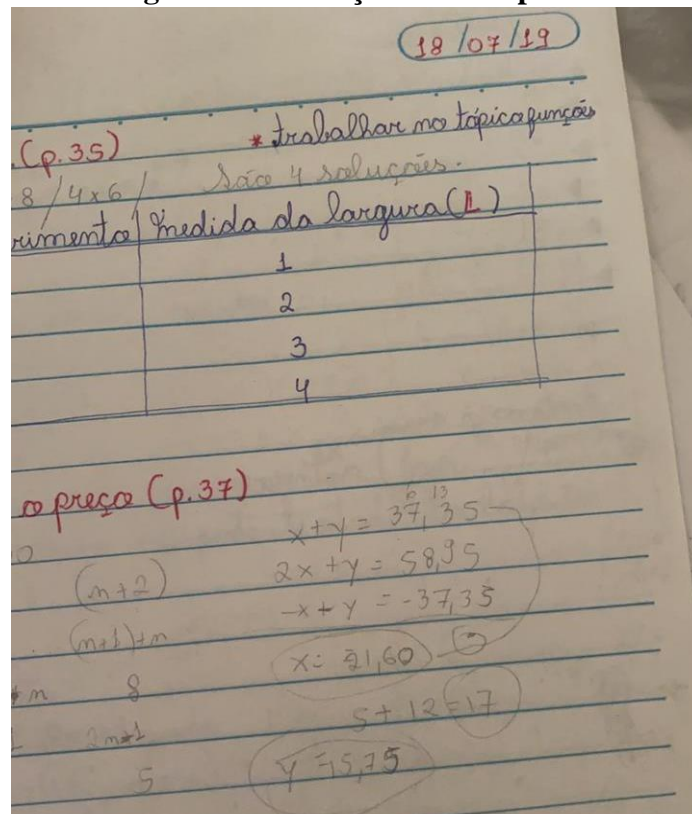 18/07/19
(p.35) * trabalhar no tópico funções
8 / 4x6 / São 4 soluções.
rimento medida da largura (L)
1
2
3
4
o preço (p.37)
6 13
x+y = 37,35
0
(n+2) 2x+y = 58,95
(n+1)+n -x+y = -37,35
n 8 x= 21,60
5+12=17
5 y=15,75